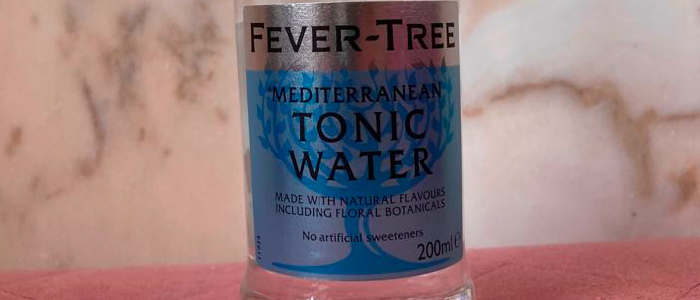 FEVER-TREE
MEDITERRANEAN
TONIC
WATER
MADE WITH NATURAL FLAVOURS
INCLUDING FLORAL BOTANICALS
No artificial sweeteners
200ml e